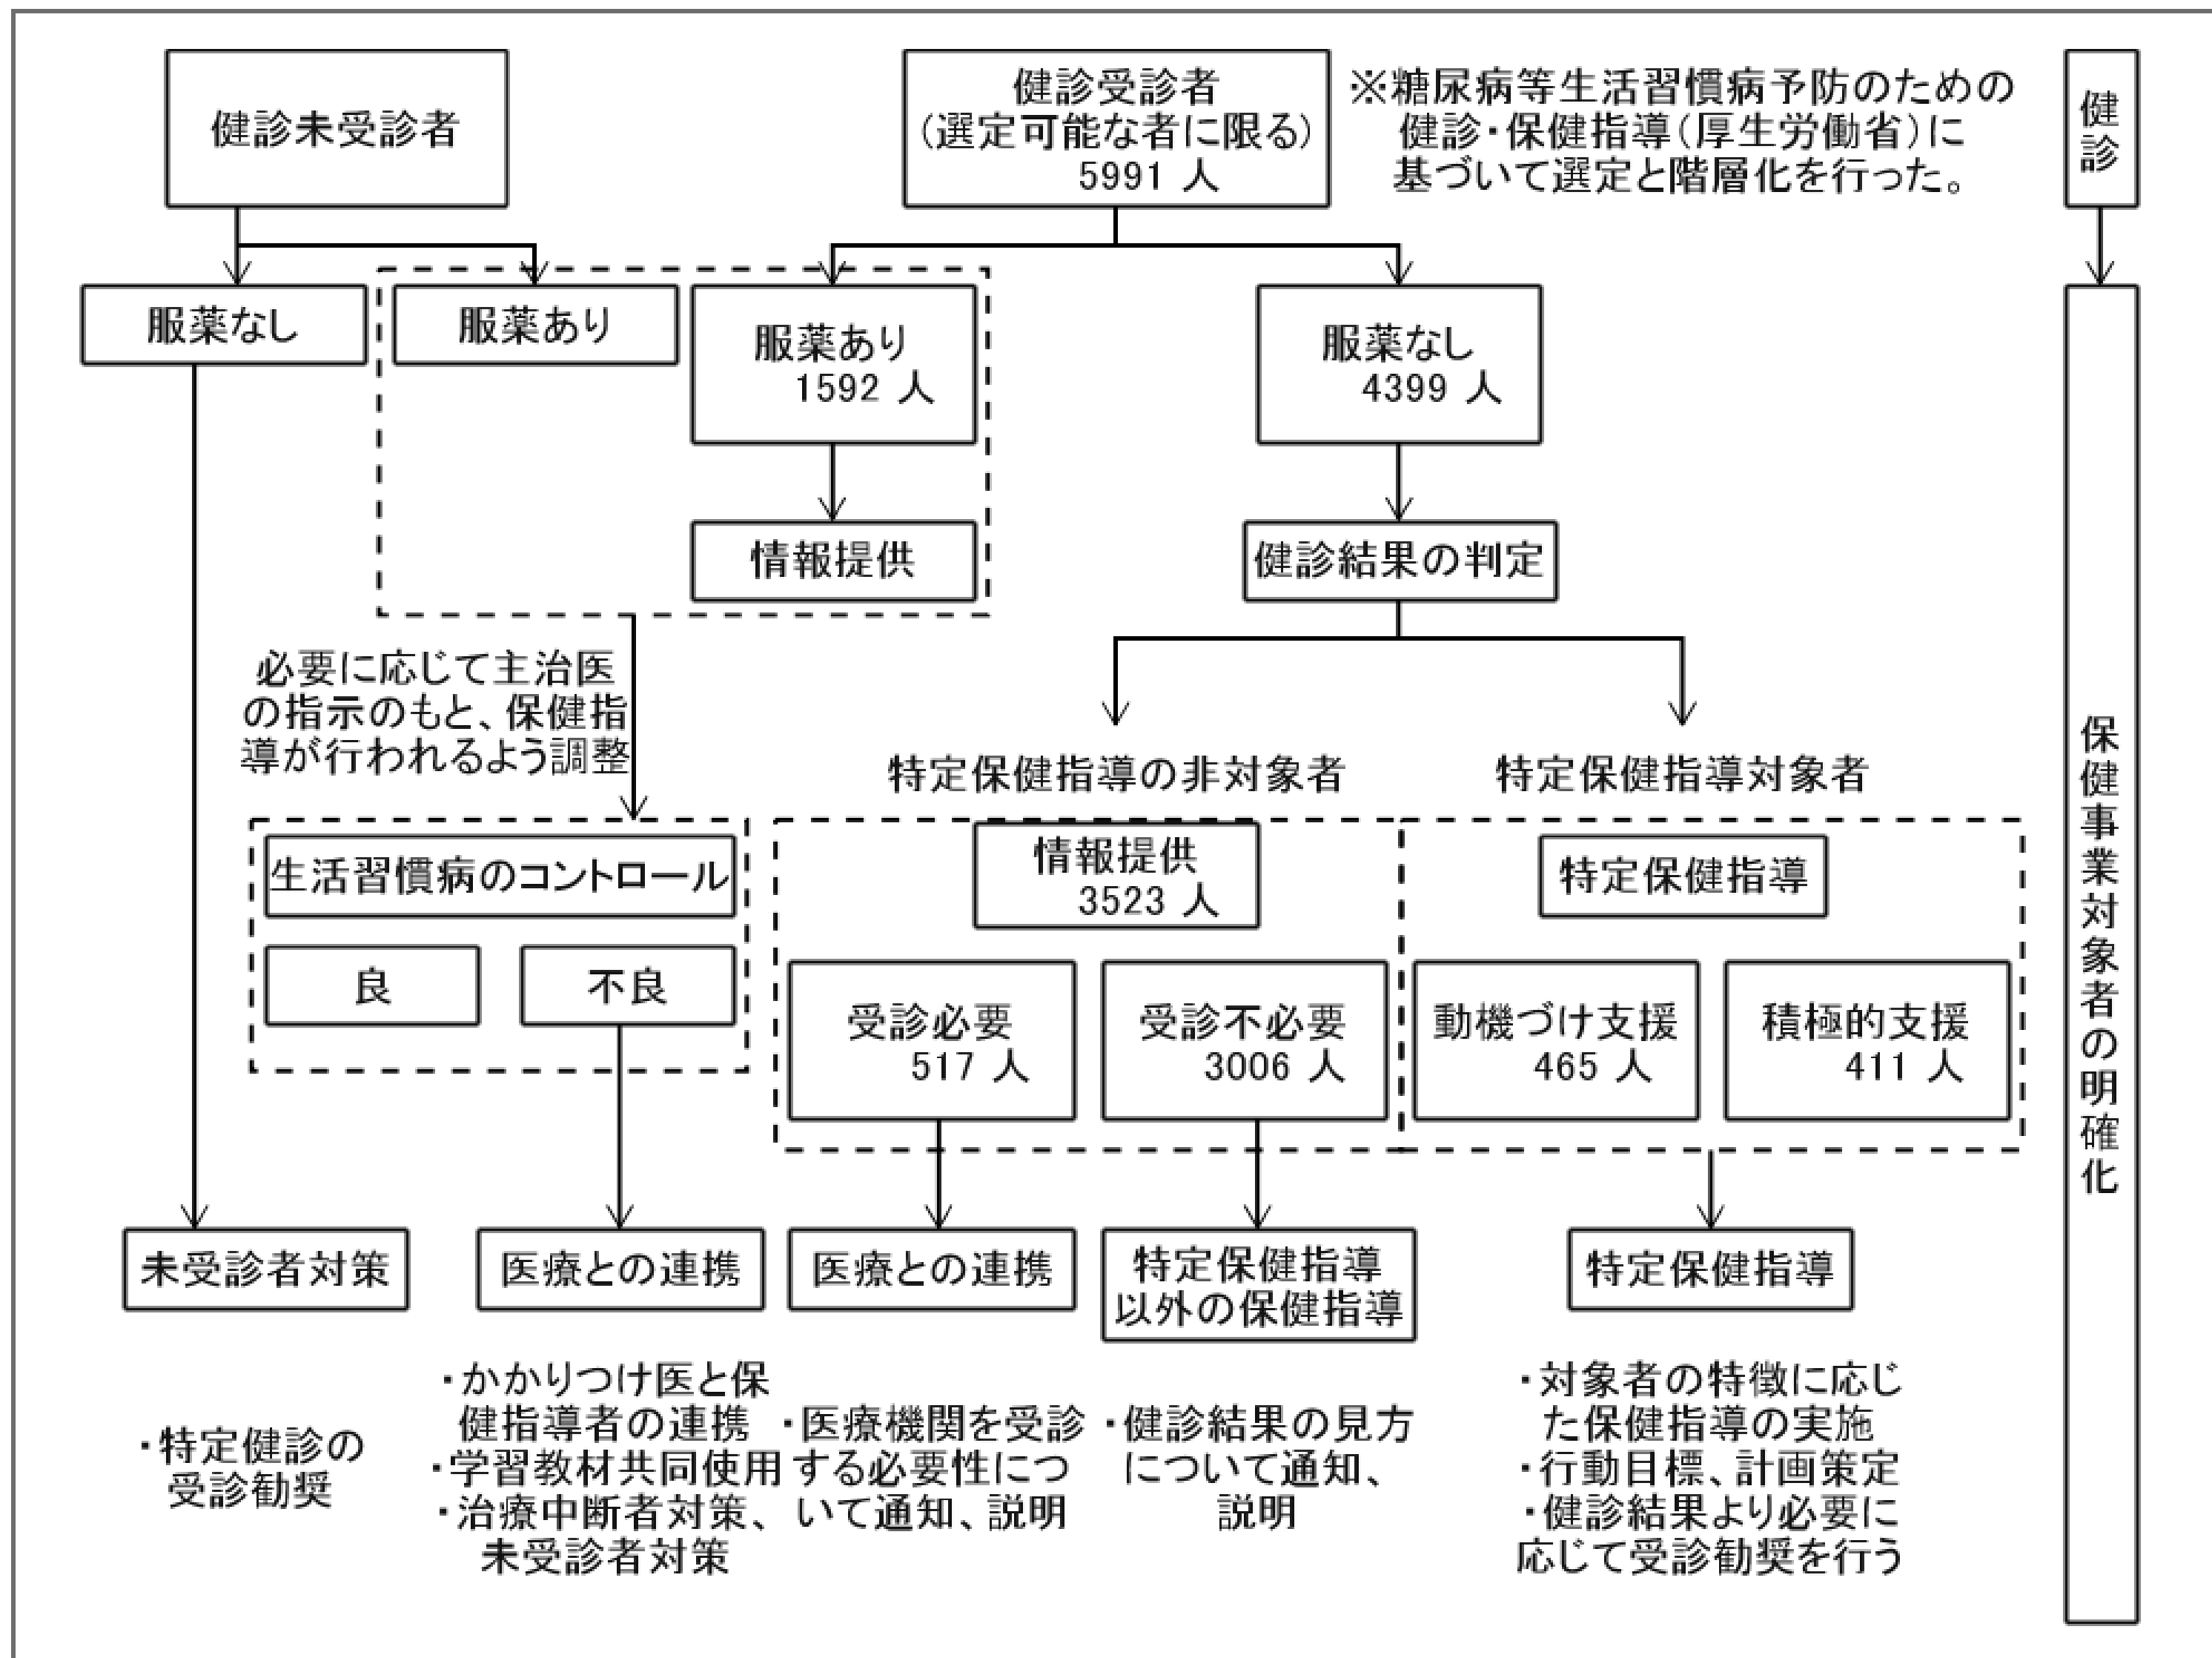 健診未受診者
健診受診者
(選定可能な者に限る)
5991 人
※糖尿病等生活習慣病予防のための
健診・保健指導(厚生労働省)に
基づいて選定と階層化を行った。
健診
服薬なし
服薬あり
服薬あり
1592 人
服薬なし
4399 人
情報提供
健診結果の判定
必要に応じて主治医
の指示のもと、保健指
導が行われるよう調整
特定保健指導の非対象者
特定保健指導対象者
生活習慣病のコントロール
良
不良
情報提供
3523 人
受診必要
517 人
受診不必要
3006 人
特定保健指導
動機づけ支援
465 人
積極的支援
411 人
保健事業対象者の明確化
未受診者対策
医療との連携
医療との連携
特定保健指導
以外の保健指導
特定保健指導
・特定健診の
受診勧奨
・かかりつけ医と保
健指導者の連携
・学習教材共同使用
・治療中断者対策、
未受診者対策
・医療機関を受診
する必要性につ
いて通知、説明
・健診結果の見方
について通知、
説明
・対象者の特徴に応じ
た保健指導の実施
・行動目標、計画策定
・健診結果より必要に
応じて受診勧奨を行う